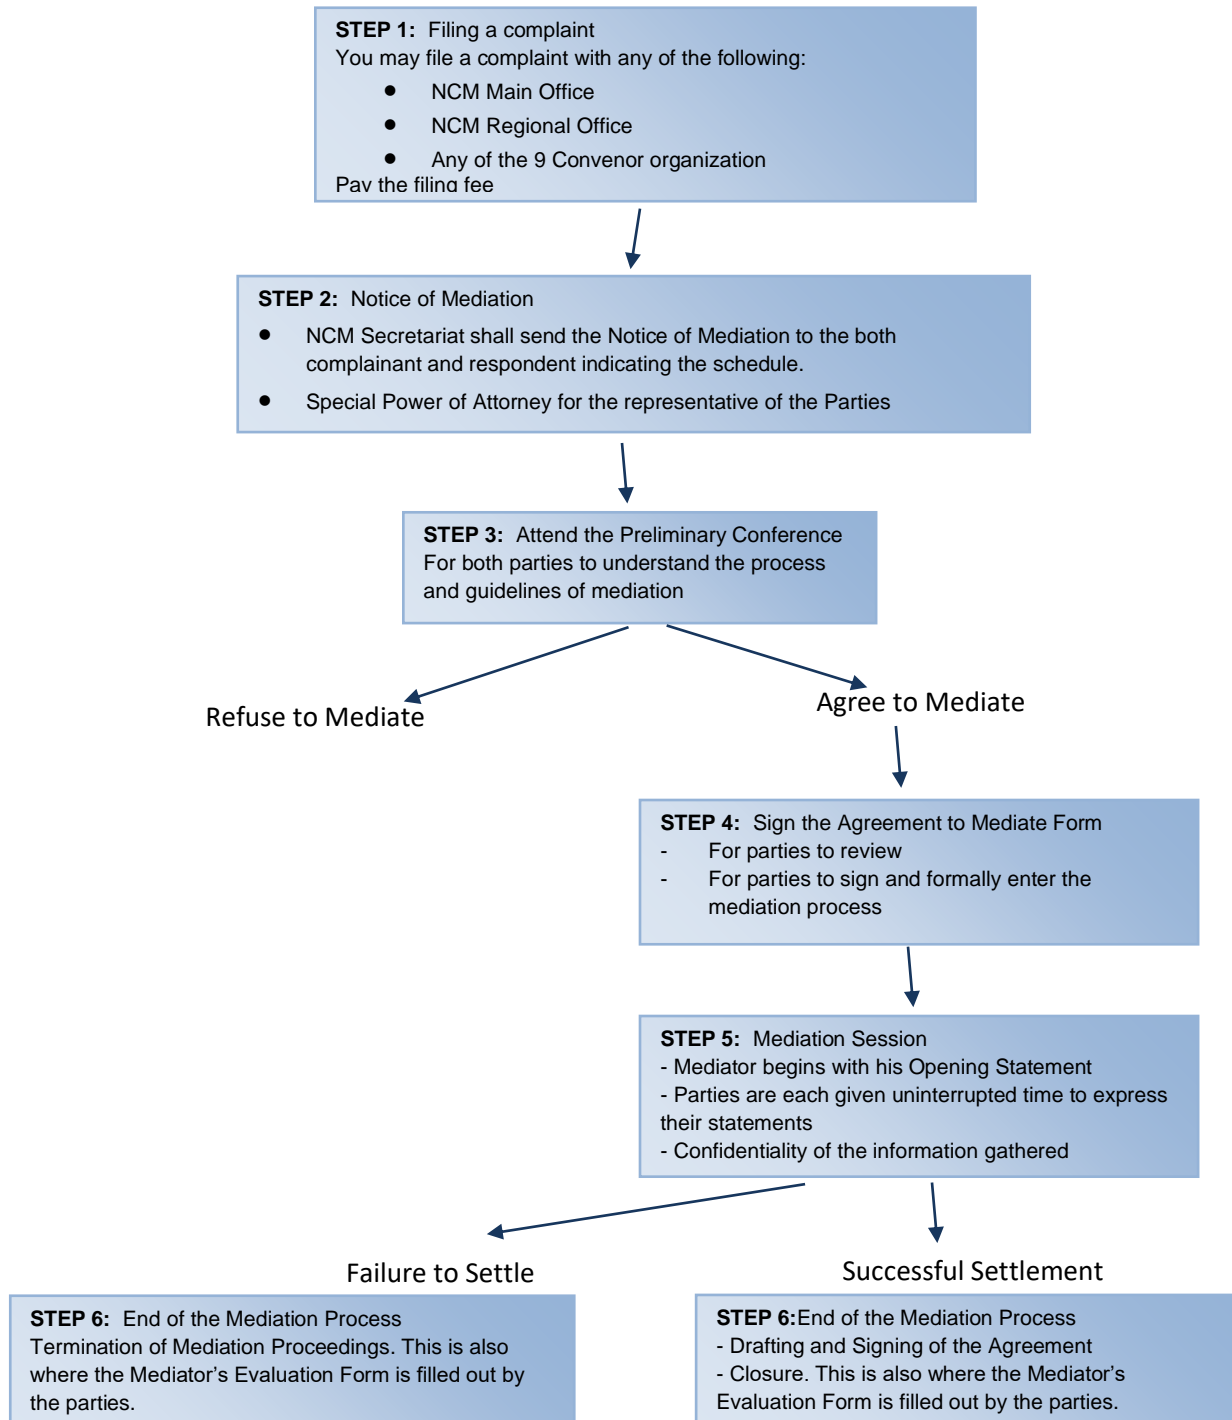 STEP 1: Filing a complaint
You may file a complaint with any of the following:
● NCM Main Office
● NCM Regional Office
● Any of the 9 Convenor organization
Pay the filing fee
STEP 2: Notice of Mediation
● NCM Secretariat shall send the Notice of Mediation to the both
complainant and respondent indicating the schedule.
● Special Power of Attorney for the representative of the Parties
STEP 3: Attend the Preliminary Conference
For both parties to understand the process
and guidelines of mediation
Refuse to Mediate
Agree to Mediate
STEP 4: Sign the Agreement to Mediate Form
- For parties to review
- For parties to sign and formally enter the
mediation process
STEP 5: Mediation Session
- Mediator begins with his Opening Statement
- Parties are each given uninterrupted time to express
their statements
- Confidentiality of the information gathered
Failure to Settle
Successful Settlement
STEP 6: End of the Mediation Process
Termination of Mediation Proceedings. This is also
where the Mediator’s Evaluation Form is filled out by
the parties.
STEP 6:End of the Mediation Process
- Drafting and Signing of the Agreement
- Closure. This is also where the Mediator’s
Evaluation Form is filled out by the parties.